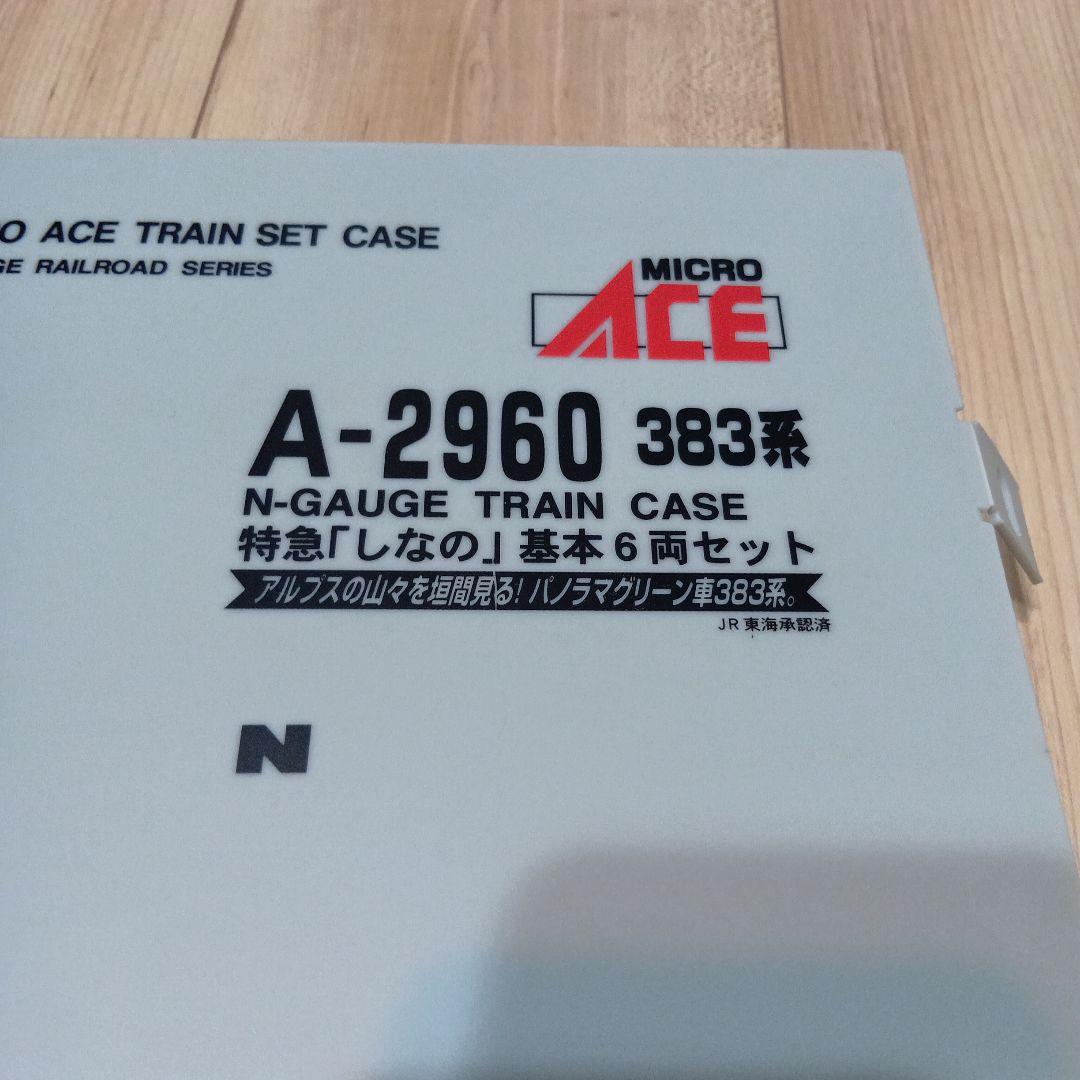 O ACE TRAIN SET CASE
GE RAILROAD SERIES
MICRO
ACE
A-2960 383系
N-GAUGE TRAIN CASE
特急「しなの」基本6両セット
アルプスの山々を垣間見る! パノラマグリーン車383系。
JR東海承認済
N